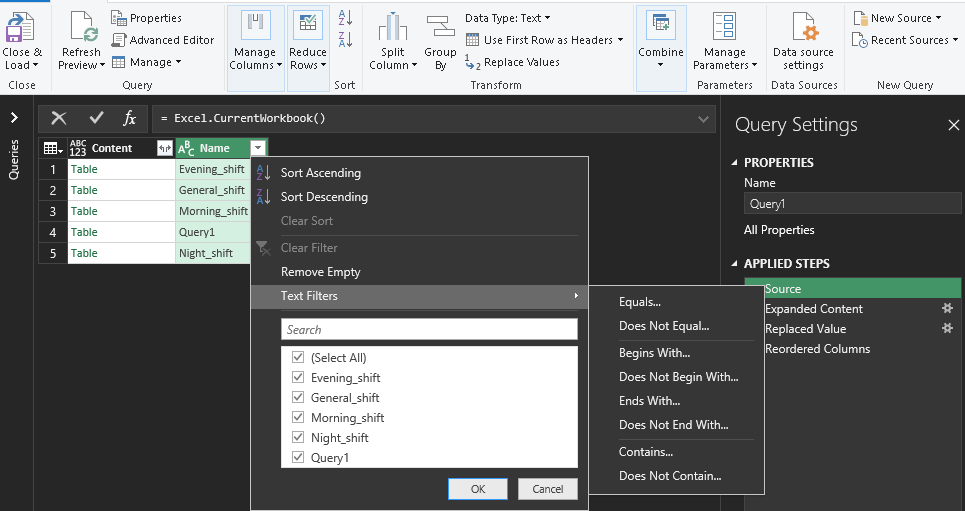 Close & Load
Close
Refresh Preview
Properties
Advanced Editor
Manage
Query
Manage Columns
Reduce Rows
Sort
Split Column
Group By
Data Type: Text
Use First Row as Headers
Replace Values
Transform
Combine
Manage Parameters
Parameters
Data source settings
Data Sources
New Source
Recent Sources
New Query
Queries
fx
= Excel.CurrentWorkbook()
ABC 123 Content
ABC Name
1 Table Evening_shift
2 Table General_shift
3 Table Morning_shift
4 Table Query1
5 Table Night_shift
Sort Ascending
Sort Descending
Clear Sort
Clear Filter
Remove Empty
Text Filters
Search
(Select All)
Evening_shift
General_shift
Morning_shift
Night_shift
Query1
OK
Cancel
Equals...
Does Not Equal...
Begins With...
Does Not Begin With...
Ends With...
Does Not End With...
Contains...
Does Not Contain...
Query Settings
PROPERTIES
Name
Query1
All Properties
APPLIED STEPS
Source
Expanded Content
Replaced Value
Reordered Columns